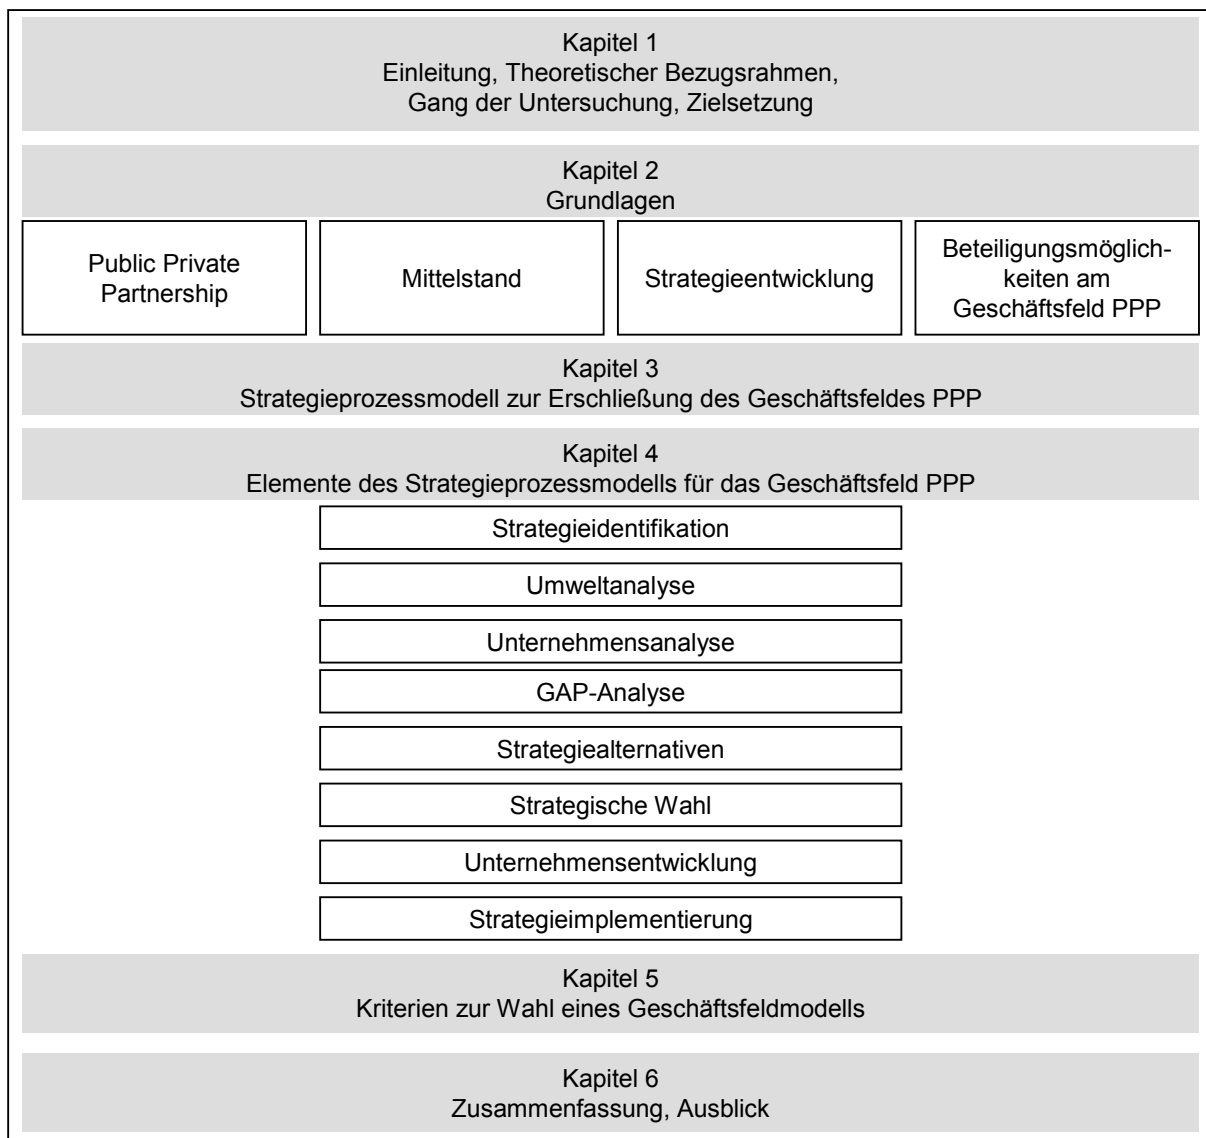 Kapitel 1
Einleitung, Theoretischer Bezugsrahmen,
Gang der Untersuchung, Zielsetzung
Kapitel 2
Grundlagen
Public Private
Partnership
Mittelstand
Strategieentwicklung
Beteiligungsmöglich-
keiten am
Geschäftsfeld PPP
Kapitel 3
Strategieprozessmodell zur Erschließung des Geschäftsfeldes PPP
Kapitel 4
Elemente des Strategieprozessmodells für das Geschäftsfeld PPP
Strategieidentifikation
Umweltanalyse
Unternehmensanalyse
GAP-Analyse
Strategiealternativen
Strategische Wahl
Unternehmensentwicklung
Strategieimplementierung
Kapitel 5
Kriterien zur Wahl eines Geschäftsfeldmodells
Kapitel 6
Zusammenfassung, Ausblick